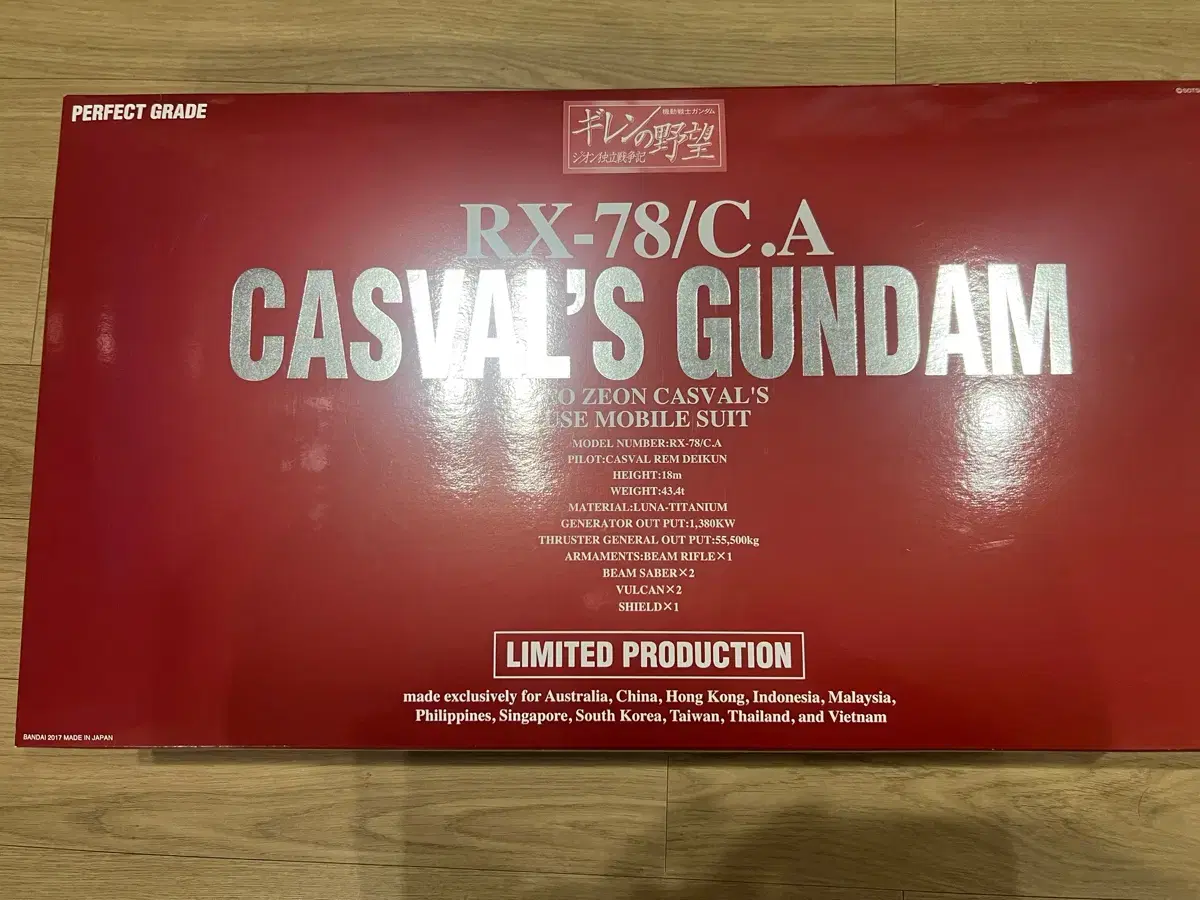 PERFECT GRADE
機動戦士ガンダム
ギレンの野望
ジオン独立戦争記
RX-78/C.A
CASVAL'S GUNDAM
ZEON CASVAL'S
MOBILE SUIT
MODEL NUMBER:RX-78/C.A
PILOT:CASVAL REM DEIKUN
HEIGHT:18m
WEIGHT:43.4t
MATERIAL:LUNA-TITANIUM
GENERATOR OUT PUT:1,380KW
THRUSTER GENERAL OUT PUT:55,500kg
ARMAMENTS:BEAM RIFLE×1
BEAM SABER×2
VULCAN×2
SHIELD×1
LIMITED PRODUCTION
made exclusively for Australia, China, Hong Kong, Indonesia, Malaysia,
Philippines, Singapore, South Korea, Taiwan, Thailand, and Vietnam
BANDAI 2017 MADE IN JAPAN